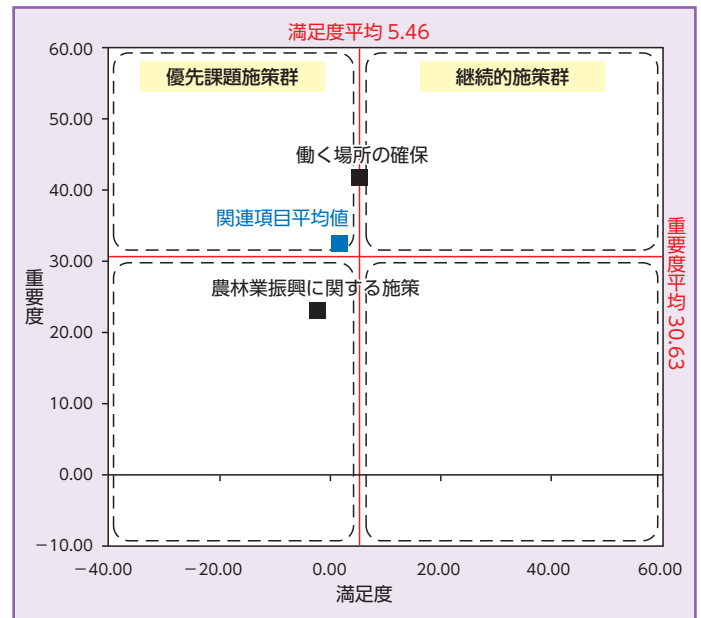 満足度平均 5.46
60.00
優先課題施策群
継続的施策群
50.00
働く場所の確保
40.00
関連項目平均値
重要度平均 30.63
30.00
重要度
農林業振興に関する施策
20.00
10.00
0.00
－10.00
－40.00
－20.00
0.00
20.00
40.00
60.00
満足度